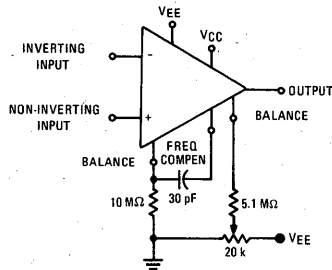 VEE
VCC
INVERTING
INPUT
-
OUTPUT
NON-INVERTING
INPUT
+
BALANCE
BALANCE
FREQ
COMPEN
30 pF
10 MΩ
5.1 MΩ
20 k
VEE